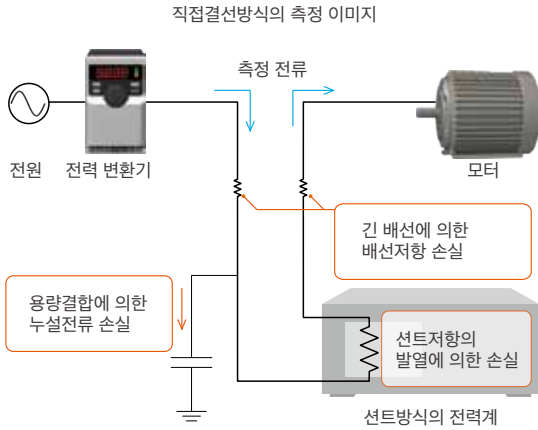 직접결선방식의 측정 이미지
측정 전류
전원
전력 변환기
모터
긴 배선에 의한
배선저항 손실
용량결합에 의한
누설전류 손실
션트저항의
발열에 의한 손실
션트방식의 전력계